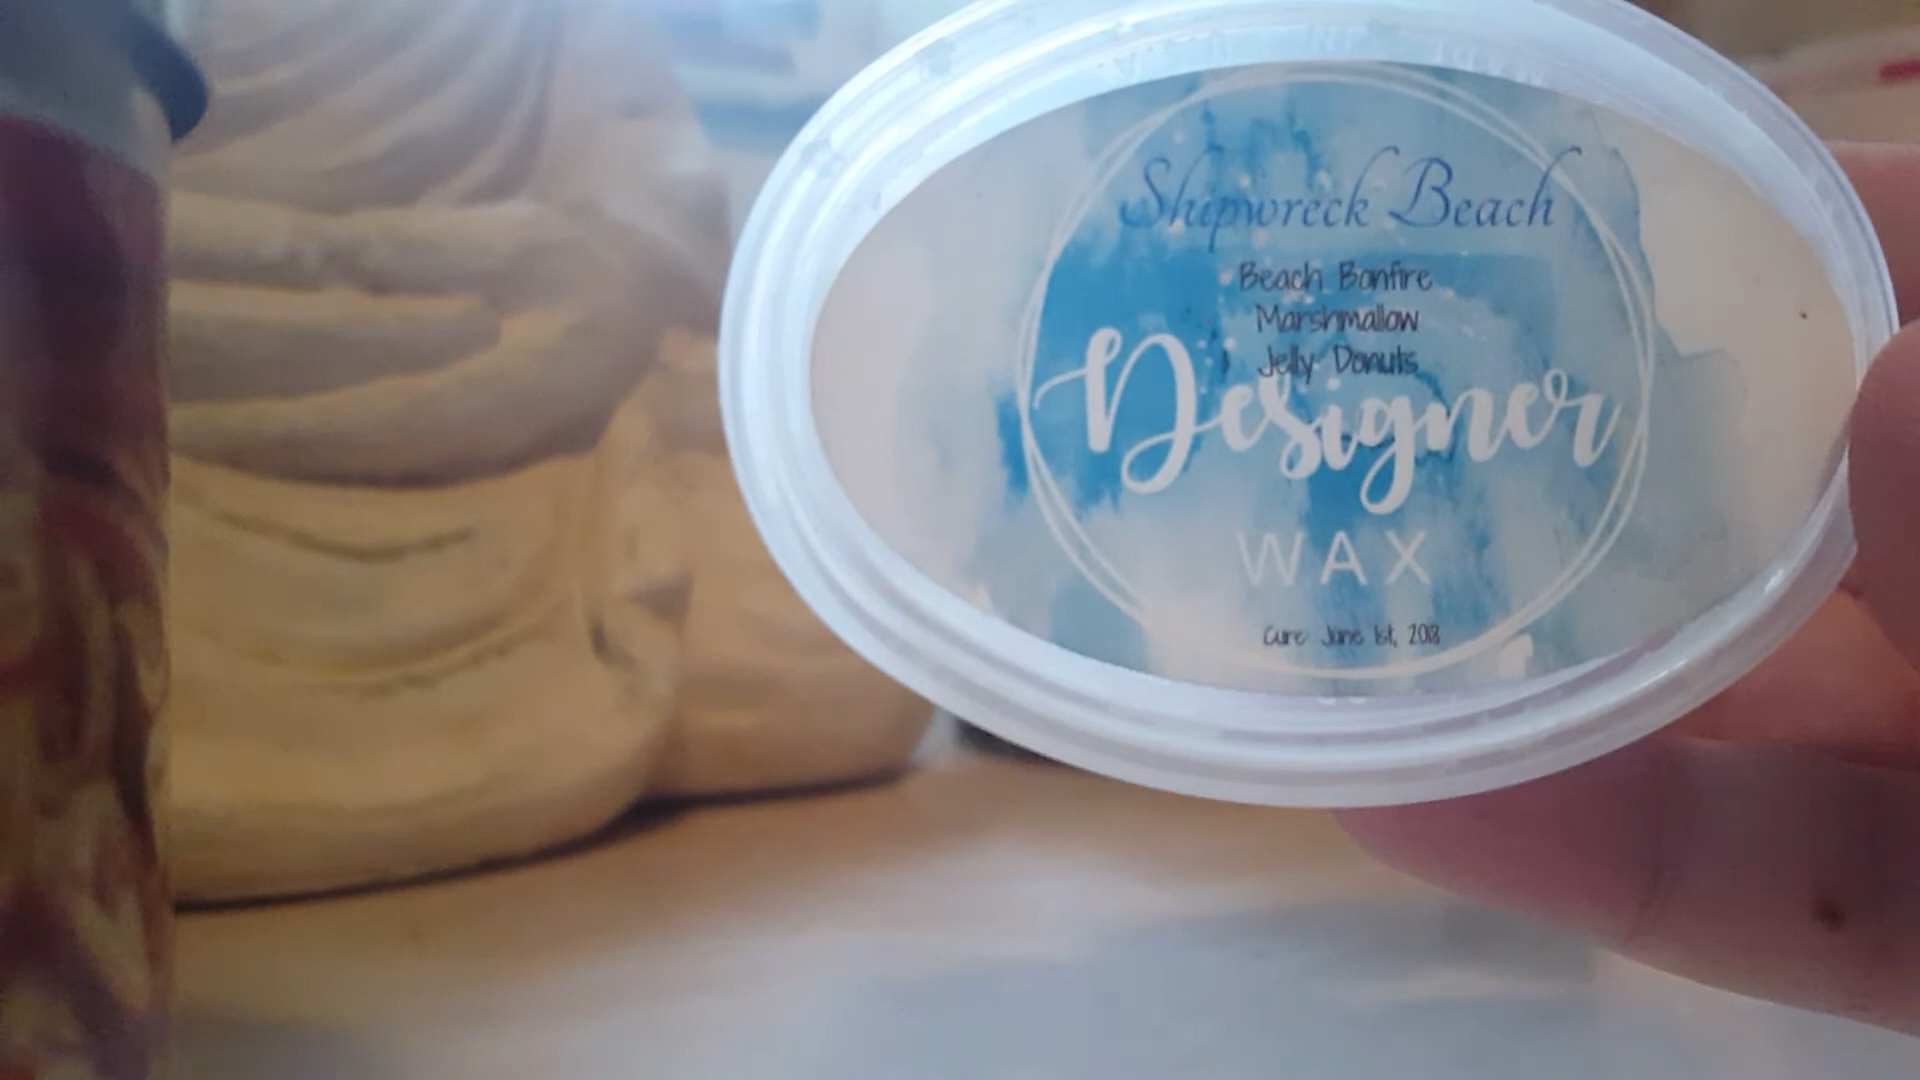 Shipwreck Beach
Beach Bonfire
Marshmallow
Jelly Donuts
Designer
WAX
Cure June 1st, 2018